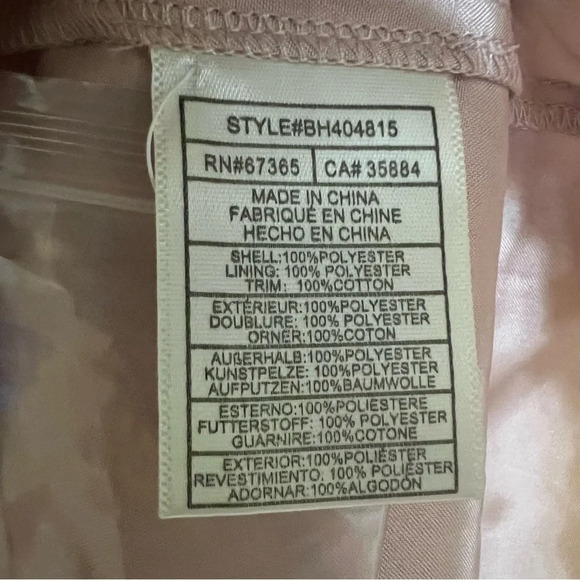 STYLE#BH404815
RN#67365 CA# 35884
MADE IN CHINA
FABRIQUÉ EN CHINE
HECHO EN CHINA
SHELL:100%POLYESTER
LINING: 100% POLYESTER
TRIM: 100%COTTON
EXTÉRIEUR:100%POLYESTER
DOUBLURE: 100% POLYESTER
ORNER:100%COTON
AUßERHALB:100%POLYESTER
KUNSTPELZE: 100%POLYESTER
AUFPUTZEN:100%BAUMWOLLE
ESTERNO:100%POLIESTERE
FUTTERSTOFF: 100% POLYESTER
GUARNIRE:100%COTONE
EXTERIOR:100%POLIÉSTER
REVESTIMIENTO: 100% POLIÉSTER
ADORNAR:100%ALGODÓN